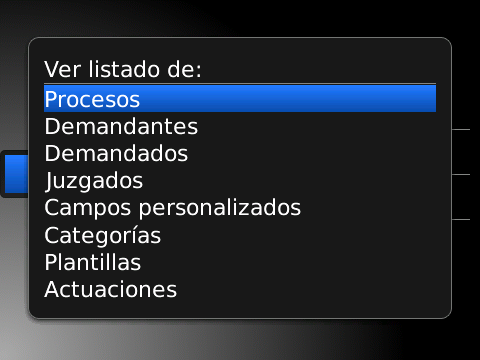 Ver listado de:
Procesos
Demandantes
Demandados
Juzgados
Campos personalizados
Categorías
Plantillas
Actuaciones